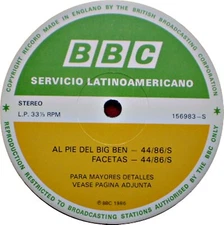 COPYRIGHT RECORD MADE IN ENGLAND BY THE BRITISH BROADCASTING CORPORATION
BBC
SERVICIO LATINOAMERICANO
STEREO
L.P. 33⅓ RPM
156983-S
AL PIE DEL BIG BEN — 44/86/S
FACETAS — 44/86/S
PARA MAYORES DETALLES
VEASE PAGINA ADJUNTA
© BBC 1986
REPRODUCTION RESTRICTED TO BROADCASTING STATIONS AUTHORISED BY THE BBC ONLY